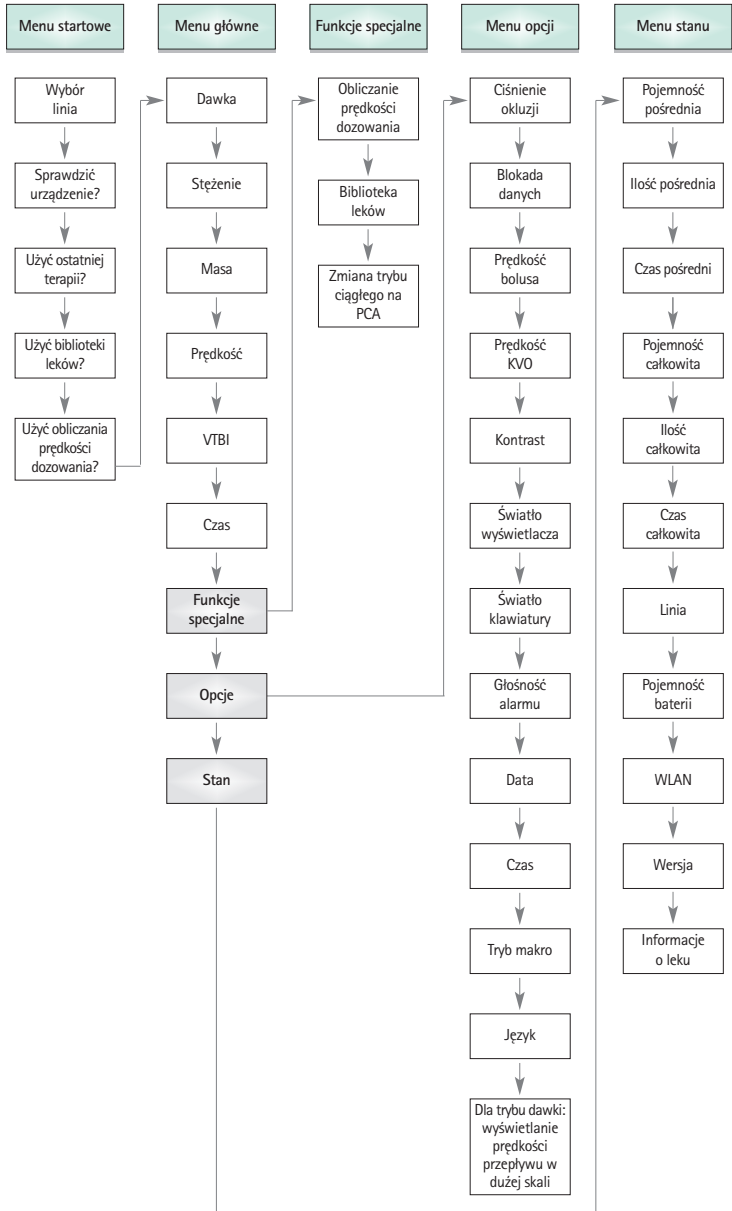 Menu startowe
Menu główne
Funkcje specjalne
Menu opcji
Menu stanu
Wybór
linia
Sprawdzić
urządzenie?
Użyć ostatniej
terapii?
Użyć biblioteki
leków?
Użyć obliczania
prędkości
dozowania?
Dawka
Stężenie
Masa
Prędkość
VTBI
Czas
Funkcje
specjalne
Opcje
Stan
Obliczanie
prędkości
dozowania
Biblioteka
leków
Zmiana trybu
ciągłego na
PCA
Ciśnienie
okluzji
Blokada
danych
Prędkość
bolusa
Prędkość
KVO
Kontrast
Światło
wyświetlacza
Światło
klawiatury
Głośność
alarmu
Data
Czas
Tryb makro
Język
Dla trybu dawki:
wyświetlanie
prędkości
przepływu w
dużej skali
Pojemność
pośrednia
Ilość pośrednia
Czas pośredni
Pojemność
całkowita
Ilość
całkowita
Czas
całkowita
Linia
Pojemność
baterii
WLAN
Wersja
Informacje
o leku